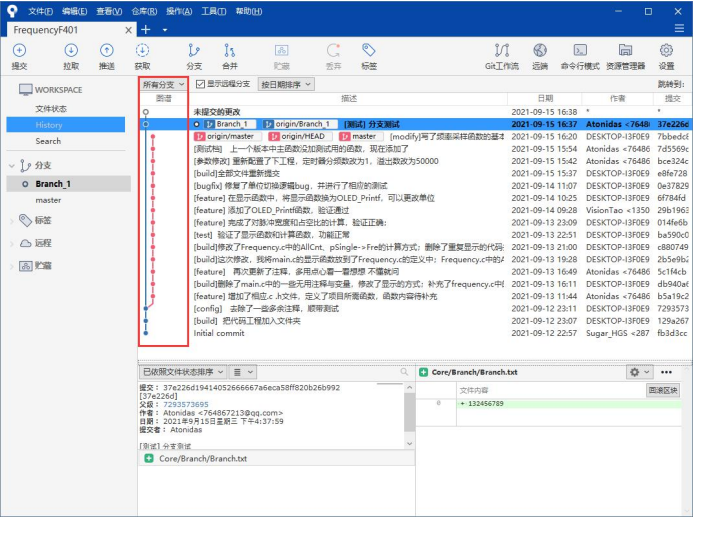 文件(F) 编辑(E) 查看(V) 仓库(R) 操作(A) 工具(T) 帮助(H)
FrequencyF401
提交 拉取 推送 获取 分支 合并 贮藏 丢弃 标签 Git工作流 远端 命令行模式 资源管理器 设置
WORKSPACE
文件状态
History
Search
分支
Branch_1
master
标签
远程
贮藏
所有分支 显示远程分支 按日期排序 跳转到:
图谱 描述 日期 作者 提交
未提交的更改 2021-09-15 16:38 * *
Branch_1 origin/Branch_1 [测试] 分支测试 2021-09-15 16:37 Atonidas <7648 37e226d
origin/master origin/HEAD master [modify]写了频率采样函数的基本 2021-09-15 16:20 DESKTOP-I3F0E9 7bbedc
[测试档] 上一个版本中主函数没加测试用的函数，现在添加了 2021-09-15 15:54 Atonidas <76486 7d5569c
[参数修改] 重新配置了下工程，定时器分频数改为1，溢出数改为50000 2021-09-15 15:42 Atonidas <76486 bce324c
[build]全部文件重新提交 2021-09-15 15:37 DESKTOP-I3F0E9 e8fe728
[bugfix] 修复了单位切换逻辑bug，并进行了相应的测试 2021-09-14 11:07 DESKTOP-I3F0E9 0e37829
[feature] 在显示函数中，将显示函数换为OLED_Printf，可以更改单位 2021-09-14 10:25 DESKTOP-I3F0E9 6f784fd
[feature] 添加了OLED_Printf函数，验证通过 2021-09-14 09:28 VisionTao <1350 29b1963
[feature] 完成了对脉冲宽度和占空比的计算，验证正确; 2021-09-13 23:09 DESKTOP-I3F0E9 014fe6b
[test] 验证了显示函数和计算函数，功能正常 2021-09-13 22:51 DESKTOP-I3F0E9 ba590c0
[build]修改了Frequency.c中的AllCnt、pSingle->Fre的计算方式；删除了重复显示的代码; 2021-09-13 21:00 DESKTOP-I3F0E9 c880749
[build]这次修改，我将main.c的显示函数放到了Frequency.c的定义中；Frequency.c中的 2021-09-13 19:28 DESKTOP-I3F0E9 2b5e9b
[feature] 再次更新了注释，多用点心看一看想想 不懂就问 2021-09-13 16:49 Atonidas <76486 5c1f4cb
[build]删除了main.c中的一些无用注释与变量，修改了显示的方式；补充了frequency.c中 2021-09-13 16:11 DESKTOP-I3F0E9 db940a
[feature] 增加了相应.c .h文件，定义了项目所需函数，函数内容待补充 2021-09-13 11:44 Atonidas <76486 b5a19c2
[config] 去除了一些多余注释，顺带测试 2021-09-12 23:11 DESKTOP-I3F0E9 7293573
[build] 把代码工程加入文件夹 2021-09-12 23:07 DESKTOP-I3F0E9 129a267
Initial commit 2021-09-12 22:57 Sugar_HGS <287 fb3d3cc
已依照文件状态排序
提交： 37e226d19414052666667a6eca58ff820b26b992
[37e226d]
父级： 7293573695
作者： Atonidas <764867213@qq.com>
日期： 2021年9月15日星期三 下午4:37:59
提交者： Atonidas
[测试] 分支测试
Core/Branch/Branch.txt
Core/Branch/Branch.txt
文件内容 回滚区块
0 + 132456789